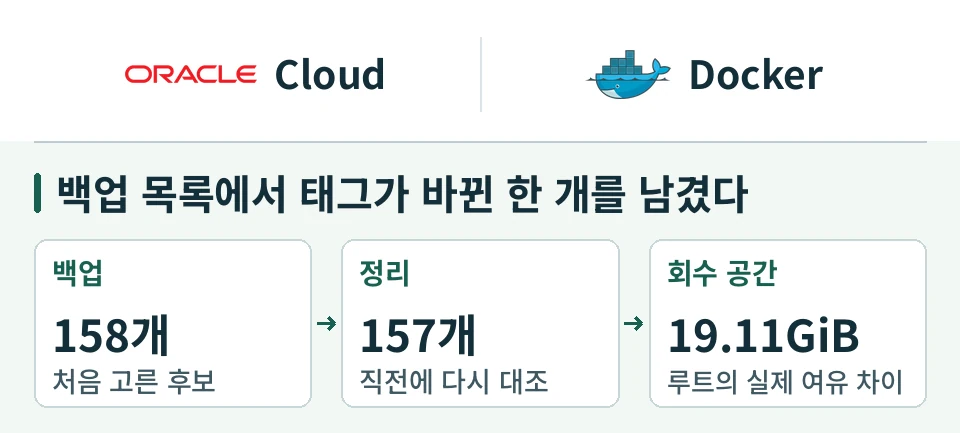 ORACLE Cloud
Docker
백업 목록에서 태그가 바뀐 한 개를 남겼다
백업
158개
처음 고른 후보
→
정리
157개
직전에 다시 대조
→
회수 공간
19.11GiB
루트의 실제 여유 차이